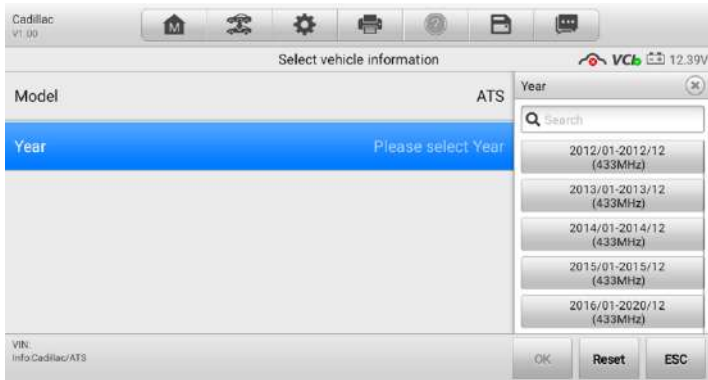 Cadillac
V1.00
M
Select vehicle information
VCI 12.39V
Model ATS
Year Please select Year
Year
Search
2012/01-2012/12
(433MHz)
2013/01-2013/12
(433MHz)
2014/01-2014/12
(433MHz)
2015/01-2015/12
(433MHz)
2016/01-2020/12
(433MHz)
VIN:
Info:Cadillac/ATS
OK Reset ESC